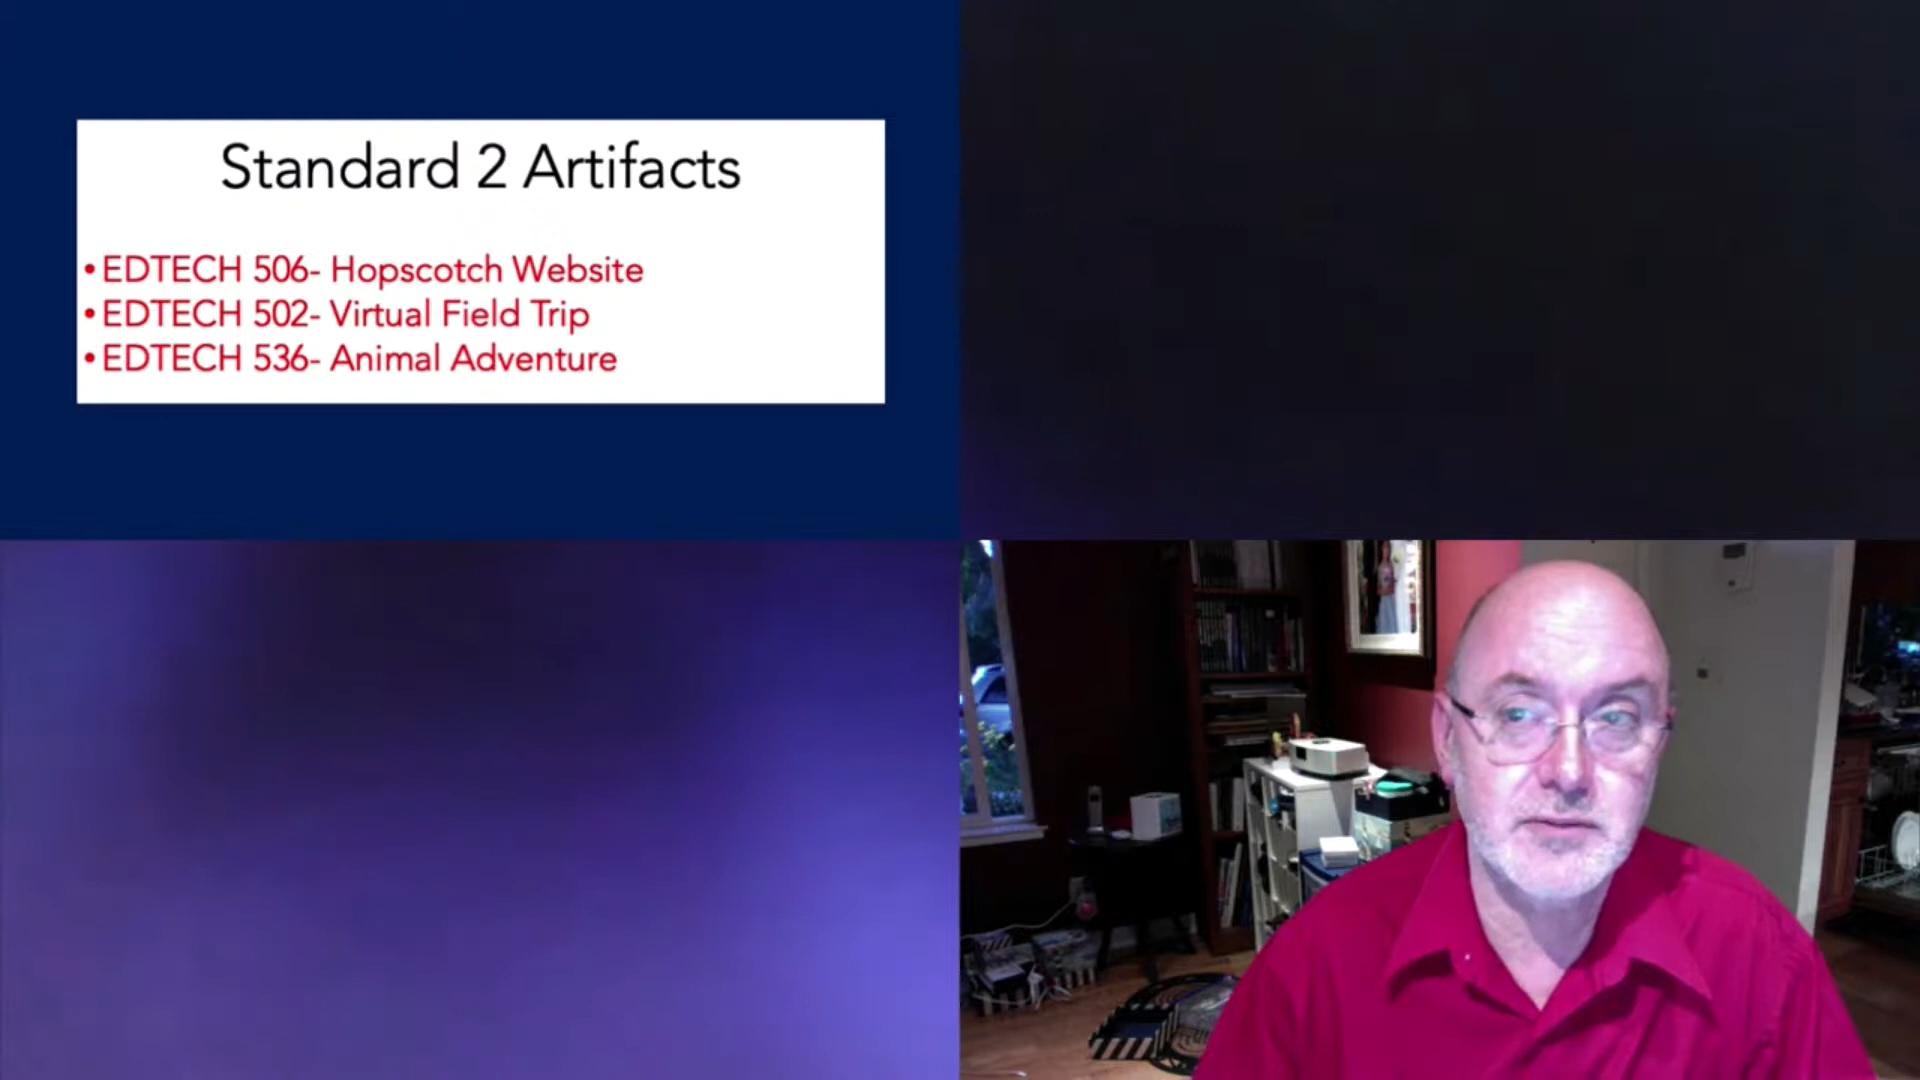 Standard 2 Artifacts
• EDTECH 506- Hopscotch Website
• EDTECH 502- Virtual Field Trip
• EDTECH 536- Animal Adventure